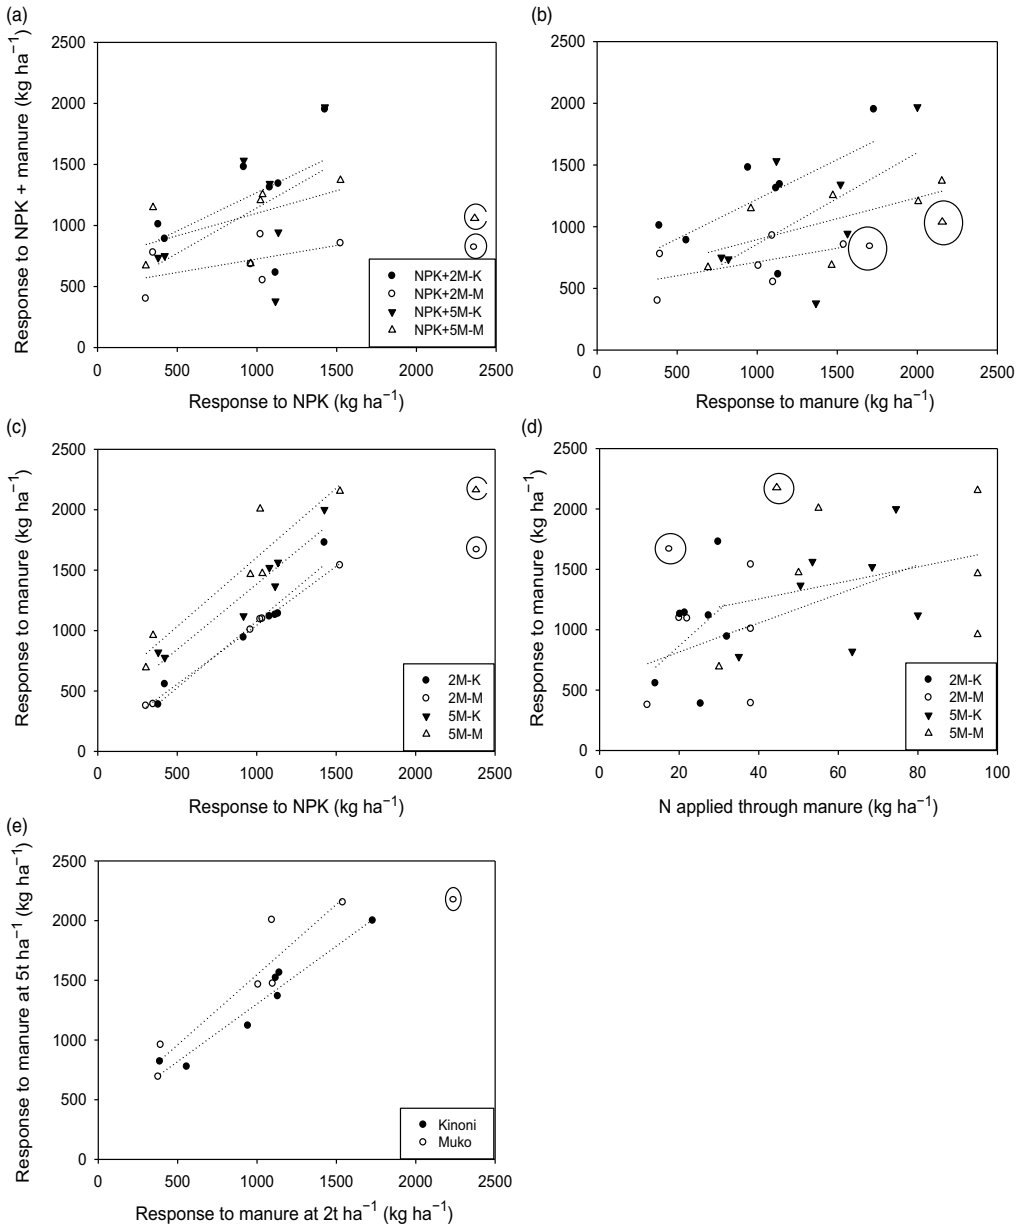 (a)
Response to NPK + manure (kg ha⁻¹)
2500
2000
1500
1000
500
0
0 500 1000 1500 2000 2500
Response to NPK (kg ha⁻¹)
NPK+2M-K
NPK+2M-M
NPK+5M-K
NPK+5M-M
(b)
2500
2000
1500
1000
500
0
0 500 1000 1500 2000 2500
Response to manure (kg ha⁻¹)
(c)
Response to manure (kg ha⁻¹)
2500
2000
1500
1000
500
0
0 500 1000 1500 2000 2500
Response to NPK (kg ha⁻¹)
2M-K
2M-M
5M-K
5M-M
(d)
Response to manure (kg ha⁻¹)
2500
2000
1500
1000
500
0
0 20 40 60 80 100
N applied through manure (kg ha⁻¹)
2M-K
2M-M
5M-K
5M-M
(e)
Response to manure at 5t ha⁻¹ (kg ha⁻¹)
2500
2000
1500
1000
500
0
0 500 1000 1500 2000 2500
Response to manure at 2t ha⁻¹ (kg ha⁻¹)
Kinoni
Muko